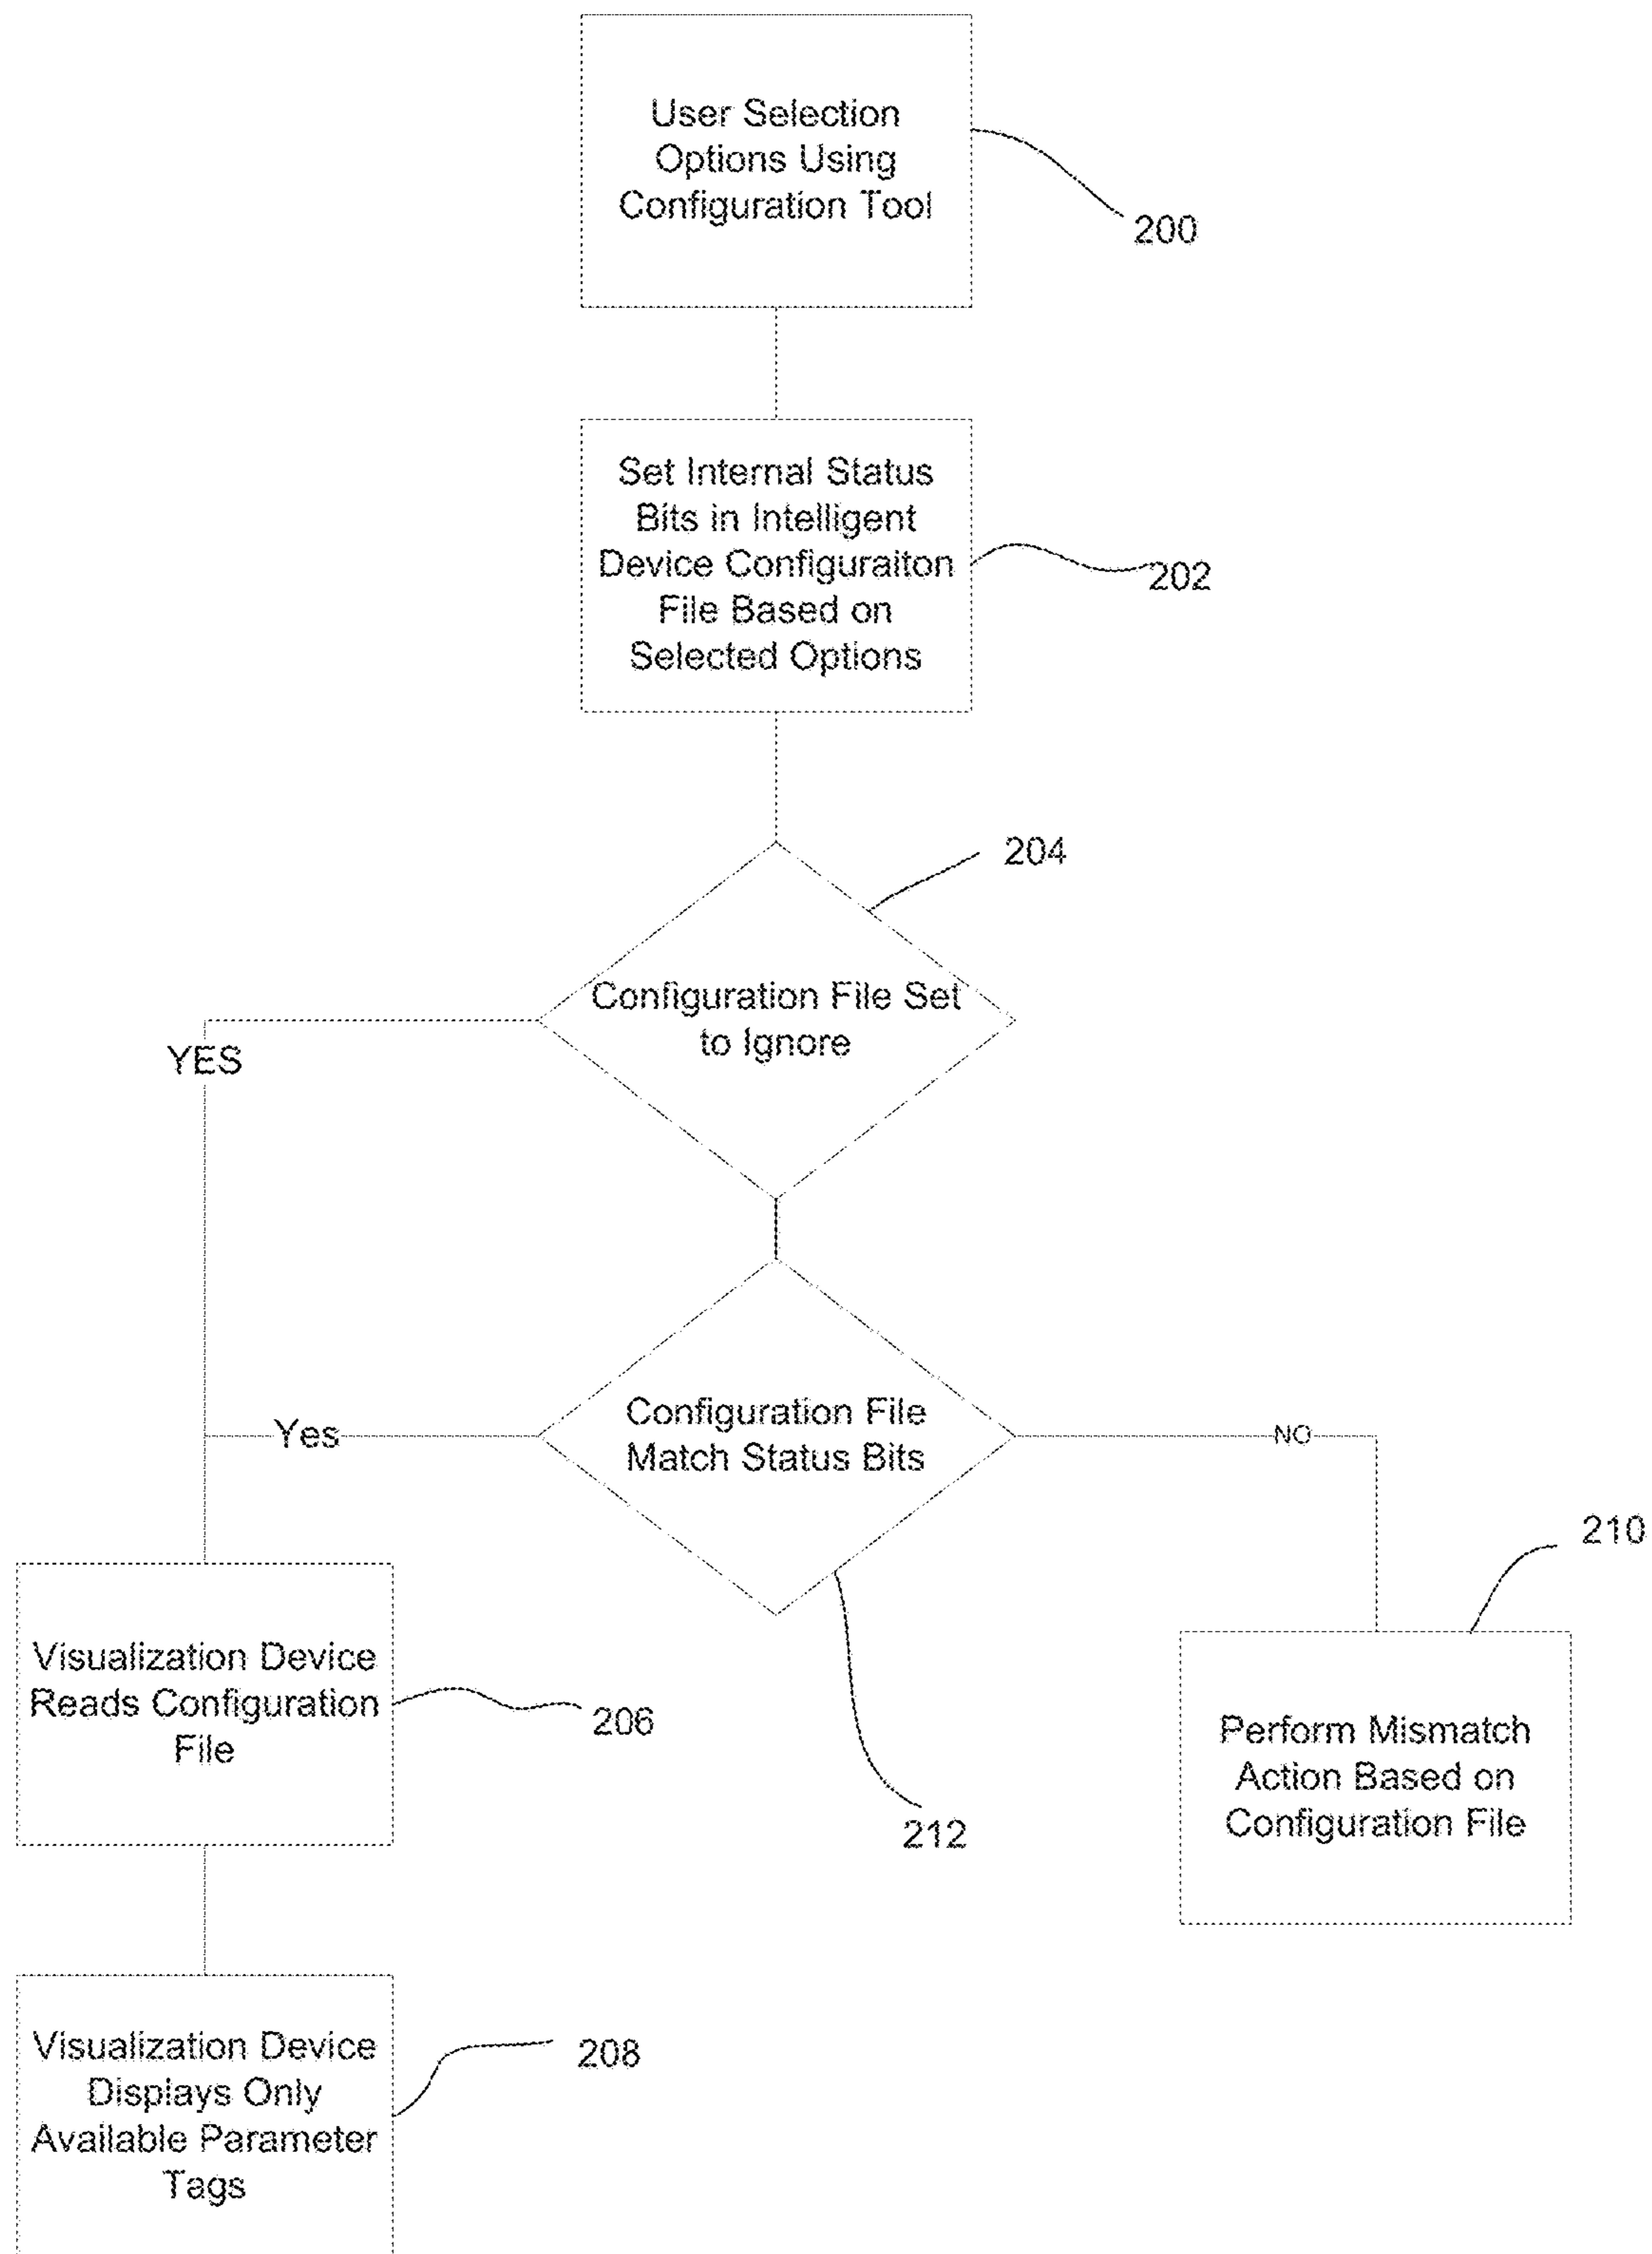 User Selection
Options Using
Configuration Tool
200
Set Internal Status
Bits in Intelligent
Device Configuraiton
File Based on
Selected Options
202
204
Configuration File Set
to Ignore
YES
Configuration File
Match Status Bits
Yes
NO
210
Visualization Device
Reads Configuration
File
206
212
Perform Mismatch
Action Based on
Configuration File
Visualization Device
Displays Only
Available Parameter
Tags
208